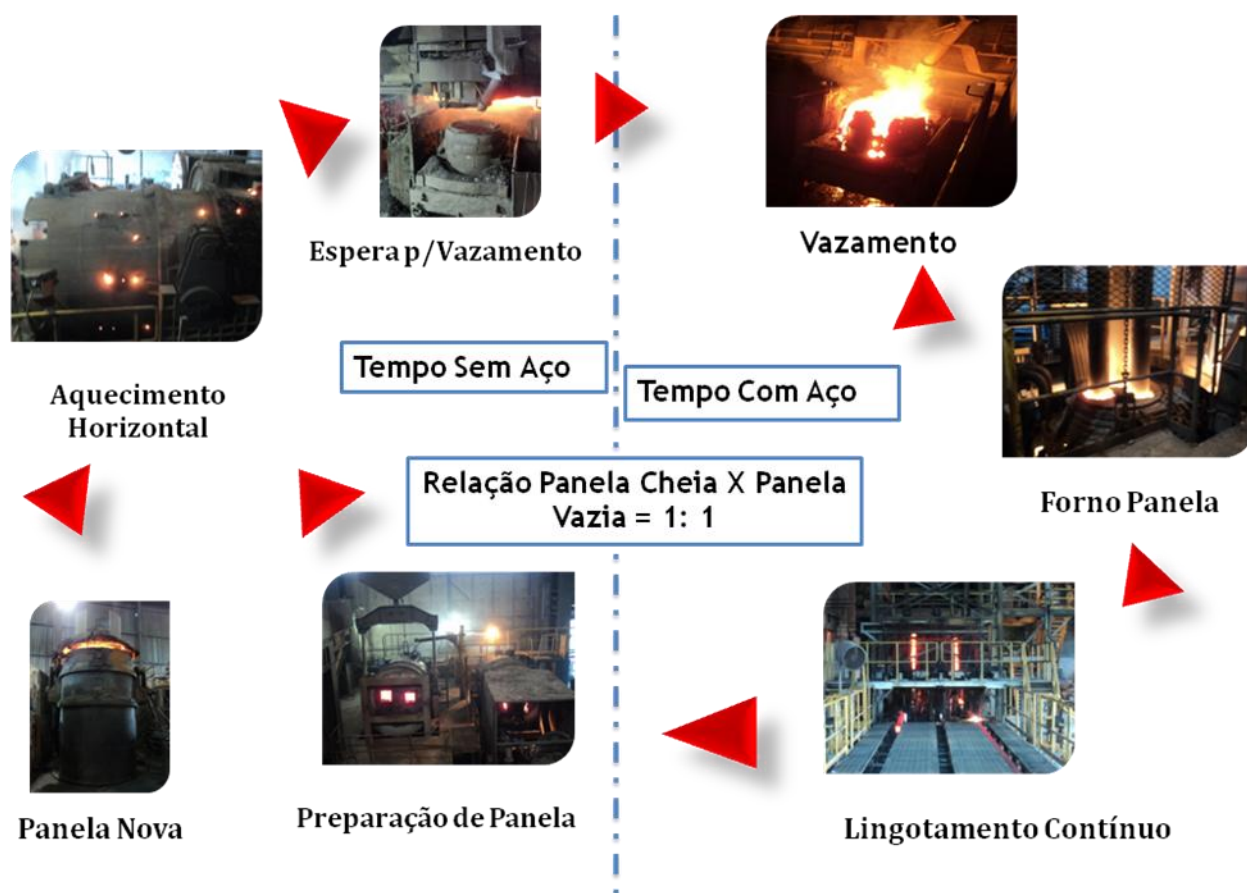 Espera p/Vazamento
Vazamento
Tempo Sem Aço
Tempo Com Aço
Aquecimento
Horizontal
Relação Panela Cheia X Panela
Vazia = 1: 1
Forno Panela
Panela Nova
Preparação de Panela
Lingotamento Contínuo